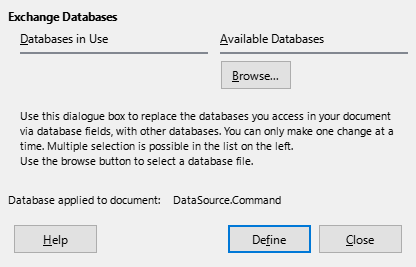 Exchange Databases
Databases in Use Available Databases
Browse...
Use this dialogue box to replace the databases you access in your document
via database fields, with other databases. You can only make one change at a
time. Multiple selection is possible in the list on the left.
Use the browse button to select a database file.
Database applied to document: DataSource.Command
Help Define Close